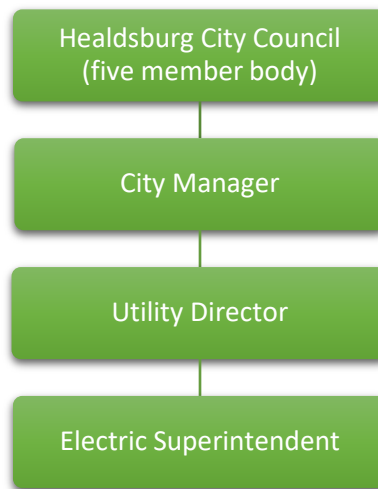 Healdsburg City Council
(five member body)
City Manager
Utility Director
Electric Superintendent